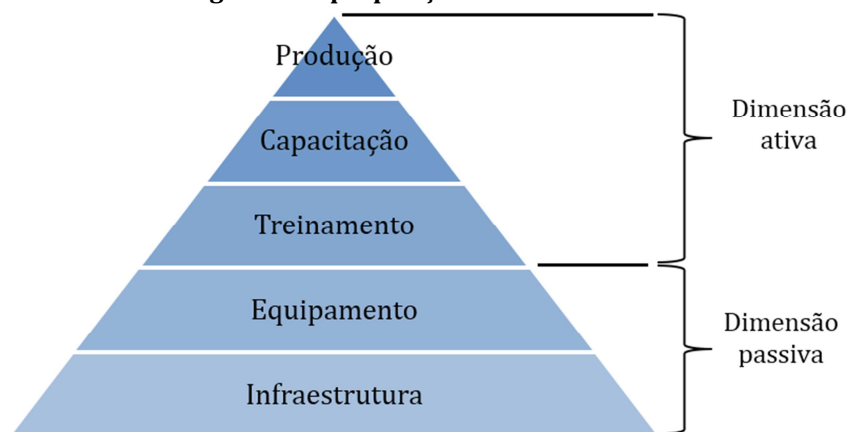 Produção
Capacitação
Treinamento
Equipamento
Infraestrutura
Dimensão
ativa
Dimensão
passiva